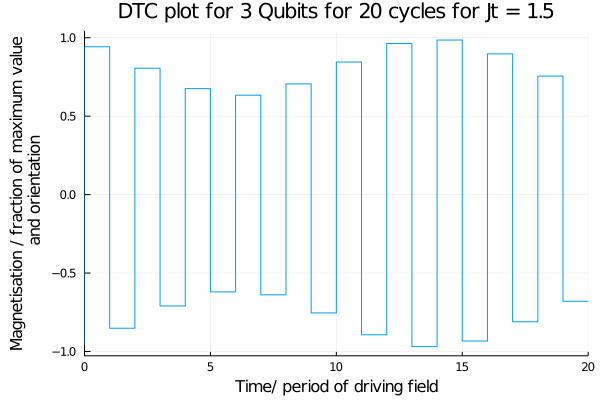 DTC plot for 3 Qubits for 20 cycles for Jt = 1.5
Magnetisation / fraction of maximum value
and orientation
1.0
0.5
0.0
−0.5
−1.0
0
5
10
15
20
Time/ period of driving field